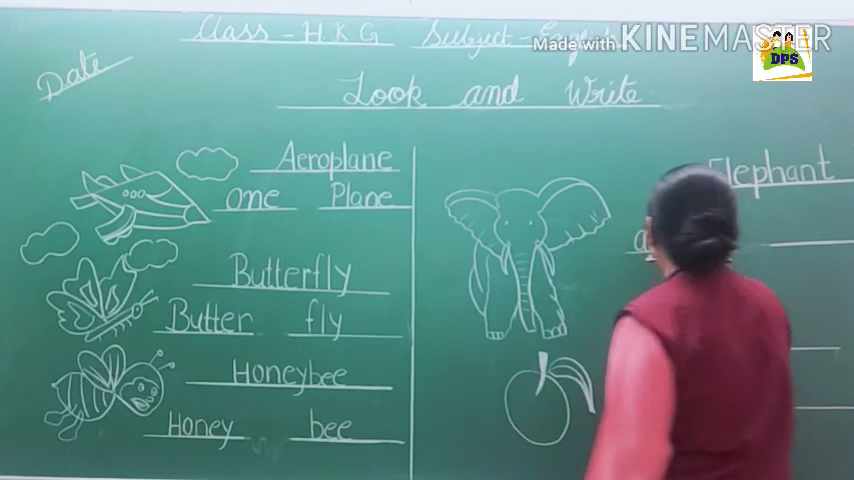 Class - H.K.G Subject -
Made with KINEMASTER
DPS
Date
Look and Write
Aeroplane
one Plane
Butterfly
Butter fly
Honeybee
Honey bee
Elephant